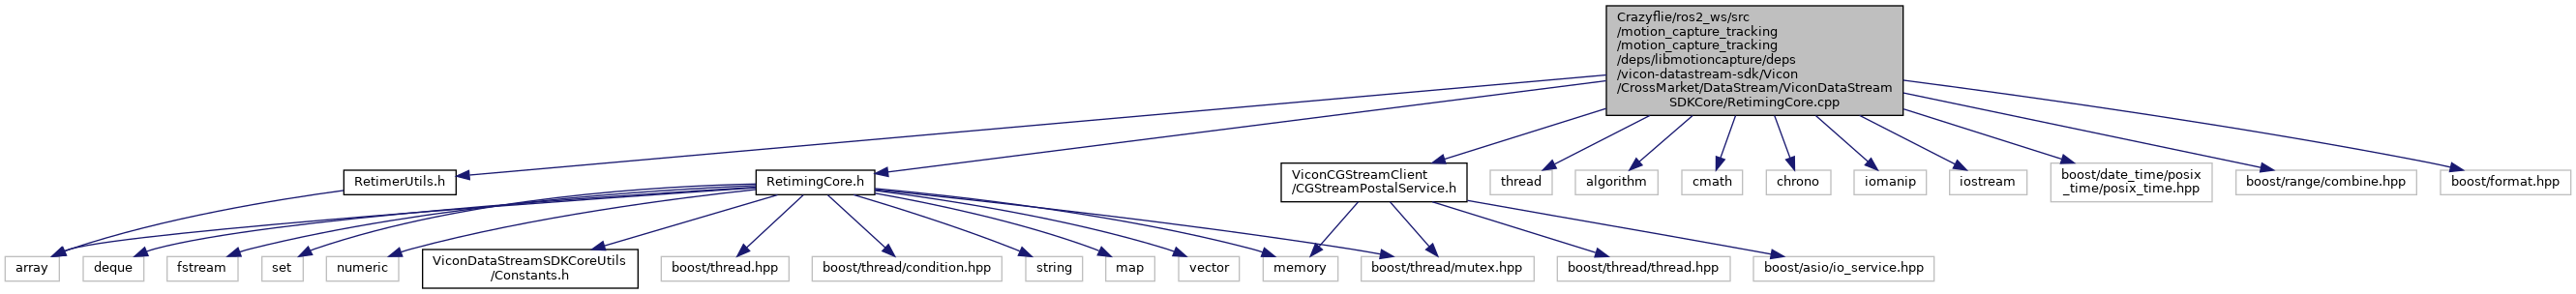 Crazyflie/ros2_ws/src
/motion_capture_tracking
/motion_capture_tracking
/deps/libmotioncapture/deps
/vicon-datastream-sdk/Vicon
/CrossMarket/DataStream/ViconDataStream
SDKCore/RetimingCore.cpp
RetimerUtils.h
RetimingCore.h
ViconCGStreamClient
/CGStreamPostalService.h
thread
algorithm
cmath
chrono
iomanip
iostream
boost/date_time/posix
_time/posix_time.hpp
boost/range/combine.hpp
boost/format.hpp
array
deque
fstream
set
numeric
ViconDataStreamSDKCoreUtils
/Constants.h
boost/thread.hpp
boost/thread/condition.hpp
string
map
vector
memory
boost/thread/mutex.hpp
boost/thread/thread.hpp
boost/asio/io_service.hpp